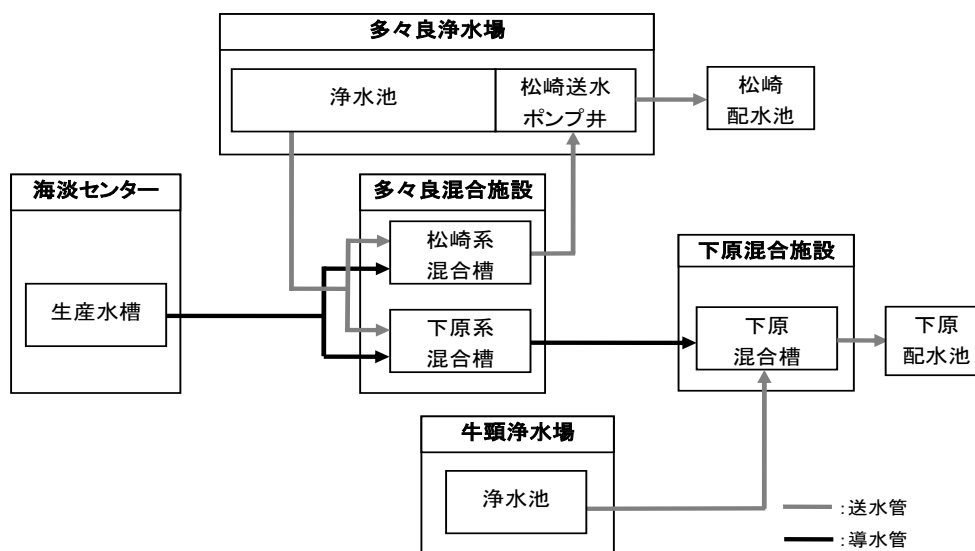 多々良浄水場
浄水池
松崎送水
ポンプ井
松崎
配水池
海淡センター
生産水槽
多々良混合施設
松崎系
混合槽
下原系
混合槽
下原混合施設
下原
混合槽
下原
配水池
牛頸浄水場
浄水池
:送水管
:導水管